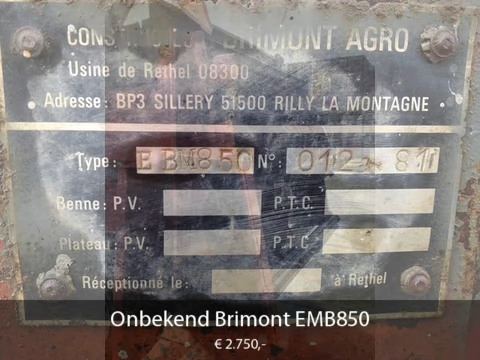 BRIMONT AGRO
Usine de Rethel 08300
Adresse: BP3 SILLERY 51500 RILLY LA MONTAGNE
Type: EBM850 N°: 012 81
Benne: P.V. P.T.C.
Plateau: P.V. P.T.C
Réceptionné le: à Rethel
Onbekend Brimont EMB850
€ 2.750,-